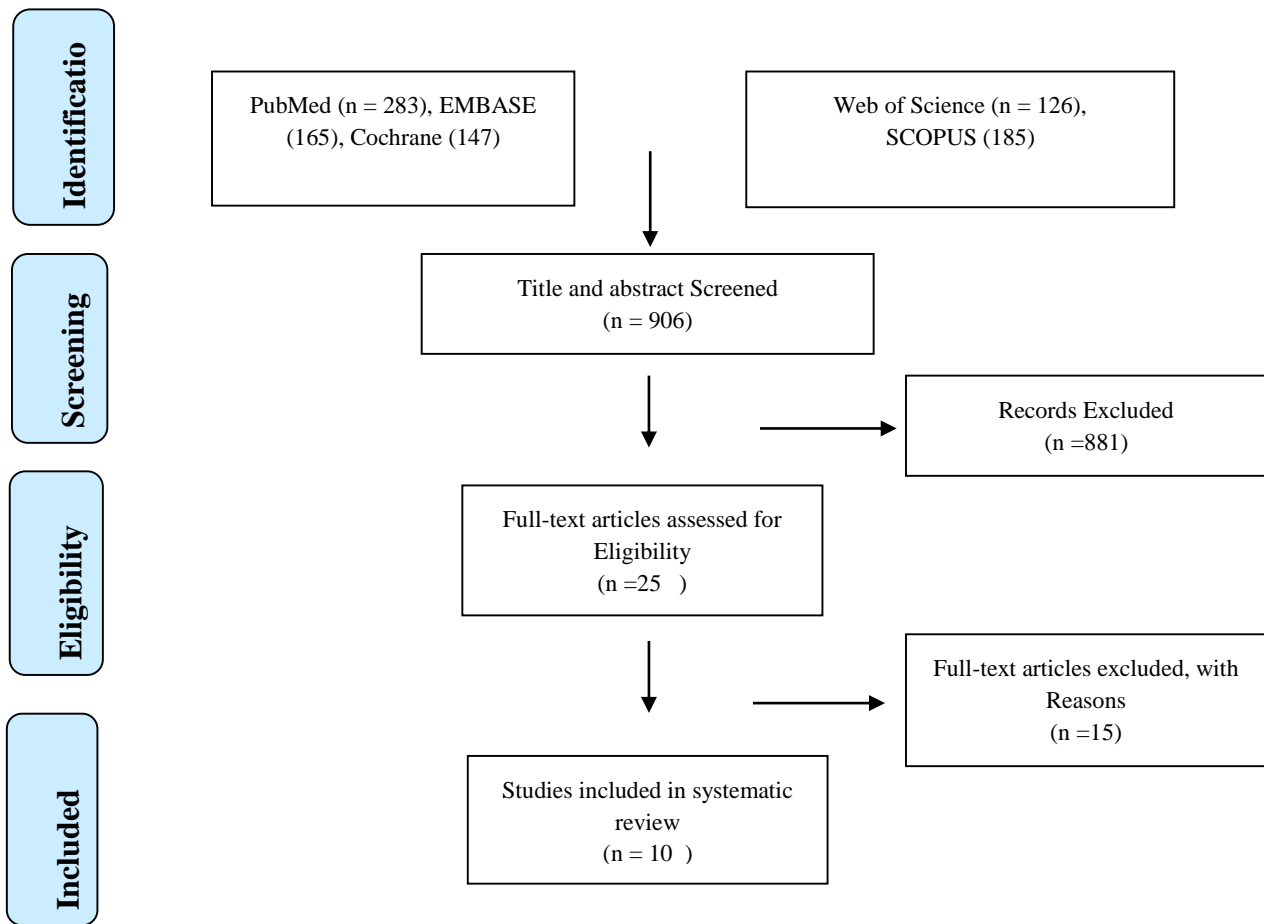 Identificatio
PubMed (n = 283), EMBASE
(165), Cochrane (147)
Web of Science (n = 126),
SCOPUS (185)
Title and abstract Screened
(n = 906)
Screening
Records Excluded
(n =881)
Full-text articles assessed for
Eligibility
(n =25 )
Eligibility
Full-text articles excluded, with
Reasons
(n =15)
Studies included in systematic
review
(n = 10 )
Included